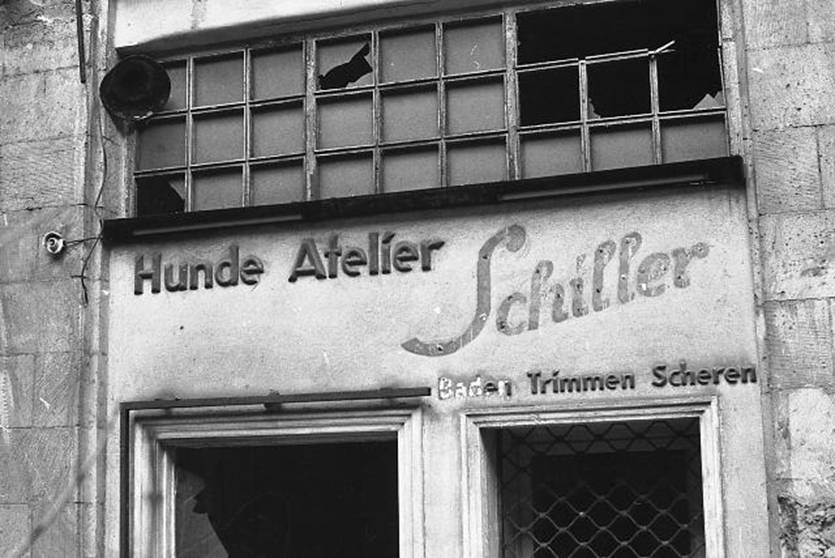 Hunde Atelier Schiller
Baden Trimmen Scheren